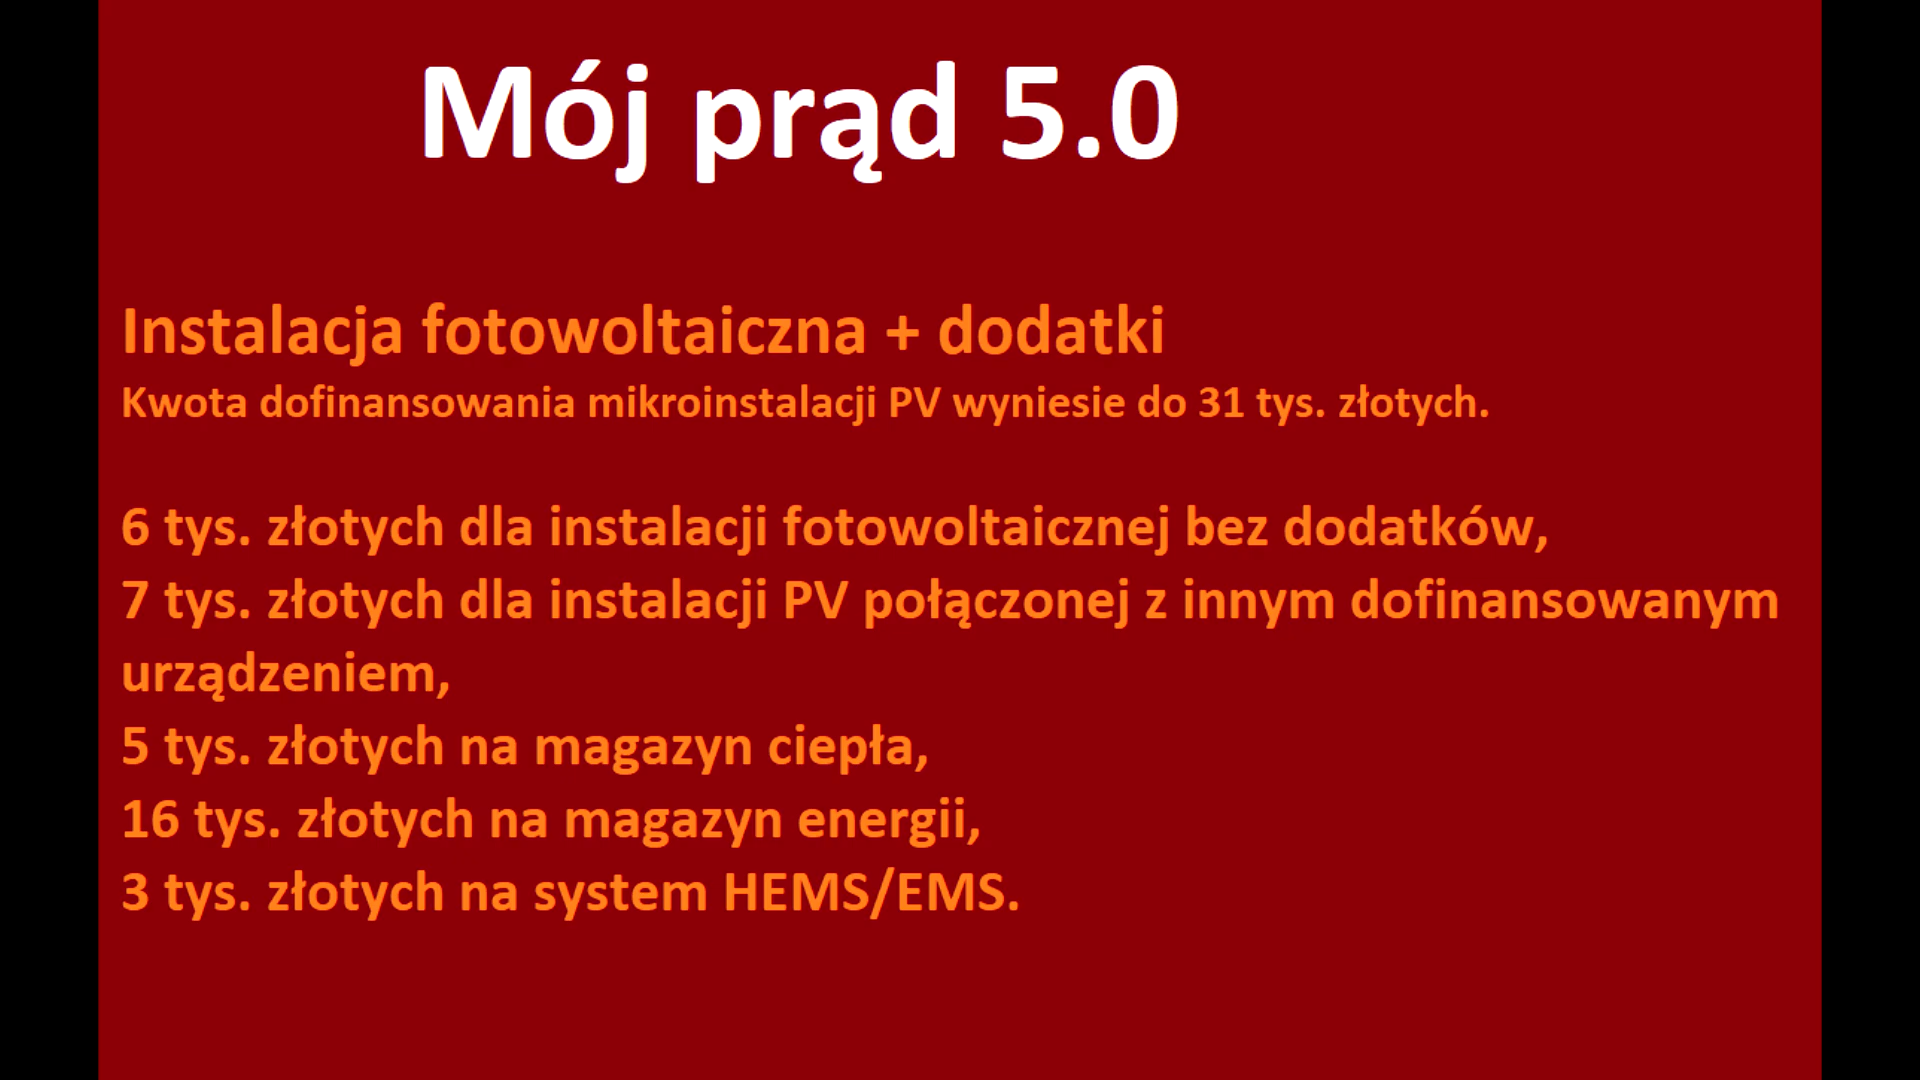 Mój prąd 5.0
Instalacja fotowoltaiczna + dodatki
Kwota dofinansowania mikroinstalacji PV wyniesie do 31 tys. złotych.
6 tys. złotych dla instalacji fotowoltaicznej bez dodatków,
7 tys. złotych dla instalacji PV połączonej z innym dofinansowanym
urządzeniem,
5 tys. złotych na magazyn ciepła,
16 tys. złotych na magazyn energii,
3 tys. złotych na system HEMS/EMS.